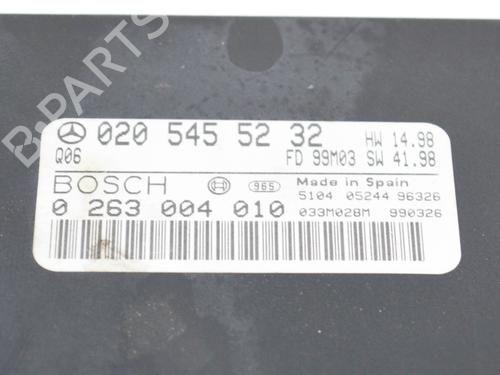 020 545 52 32 HW 14.98
Q06 FD 99M03 SW 41.98
BOSCH 965 Made in Spain
5104 05244 96326
0 263 004 010 033M028M 990326